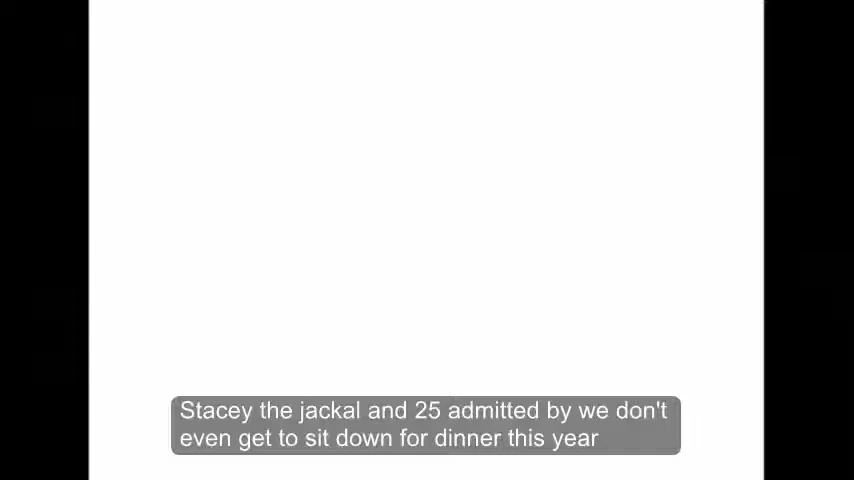 Stacey the jackal and 25 admitted by we don't
even get to sit down for dinner this year